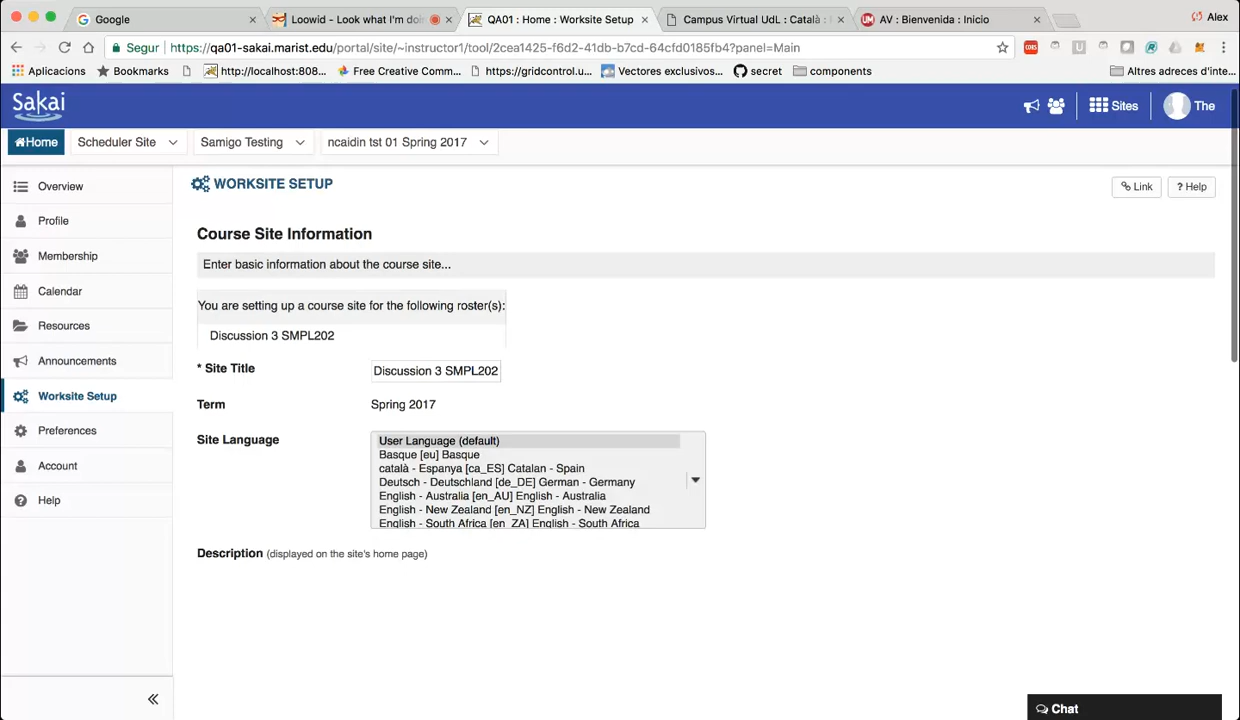 Google
Loowid - Look what I'm doi
QA01 : Home : Worksite Setup
Campus Virtual UdL : Català :
AV : Bienvenida : Inicio
Alex
Segur
https://qa01-sakai.marist.edu/portal/site/~instructor1/tool/2cea1425-f6d2-41db-b7cd-64cfd0185fb4?panel=Main
Aplicacions
Bookmarks
http://localhost:808...
Free Creative Comm...
https://gridcontrol.u...
Vectores exclusivos...
secret
components
Altres adreces d'inte...
Sakai
Sites
The
Home
Scheduler Site
Samigo Testing
ncaidin tst 01 Spring 2017
Overview
Profile
Membership
Calendar
Resources
Announcements
Worksite Setup
Preferences
Account
Help
WORKSITE SETUP
Link
? Help
Course Site Information
Enter basic information about the course site...
You are setting up a course site for the following roster(s):
Discussion 3 SMPL202
* Site Title
Discussion 3 SMPL202
Term
Spring 2017
Site Language
User Language (default)
Basque [eu] Basque
català - Espanya [ca_ES] Catalan - Spain
Deutsch - Deutschland [de_DE] German - Germany
English - Australia [en_AU] English - Australia
English - New Zealand [en_NZ] English - New Zealand
English - South Africa [en_ZA] English - South Africa
Description (displayed on the site's home page)
Chat